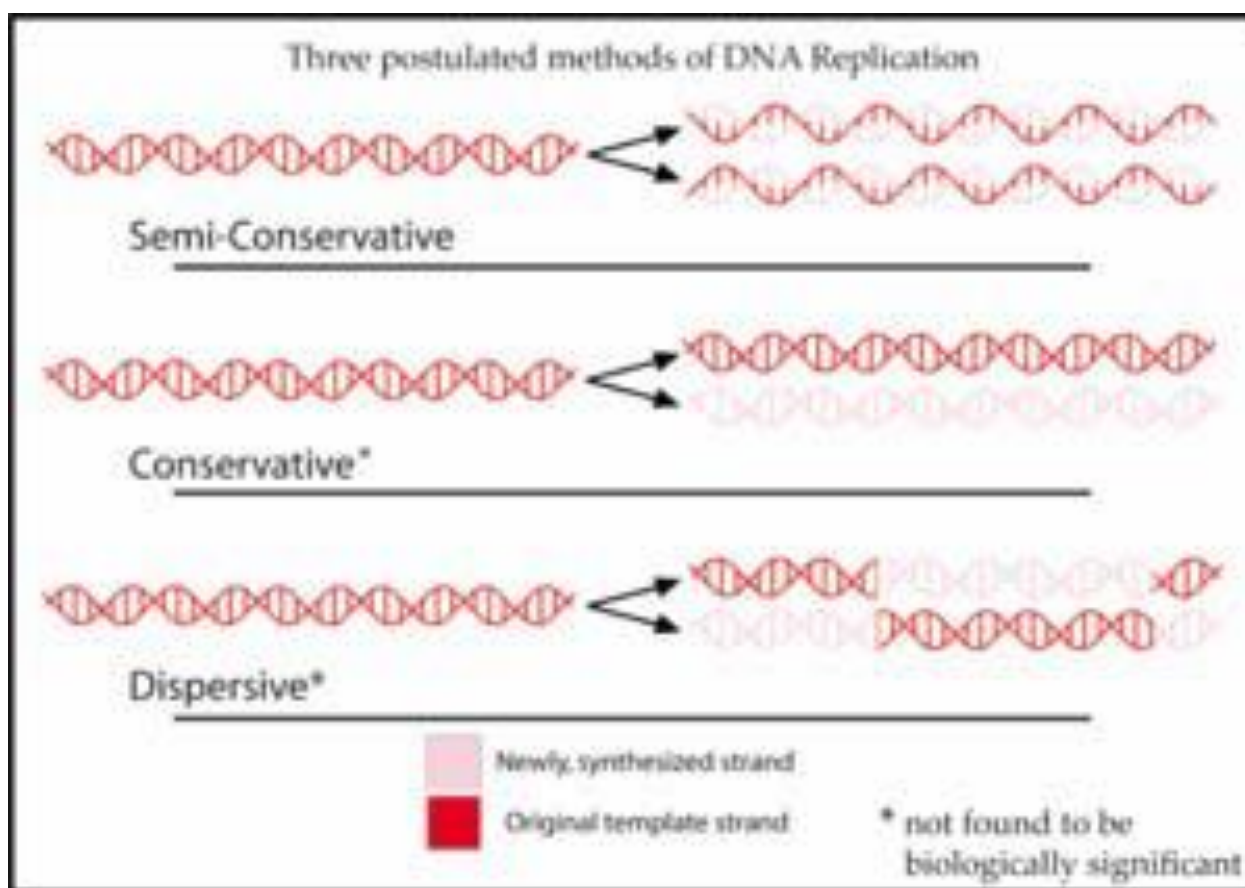 Three postulated methods of DNA Replication
Semi-Conservative
Conservative*
Dispersive*
Newly, synthesized strand
Original template strand
* not found to be
biologically significant